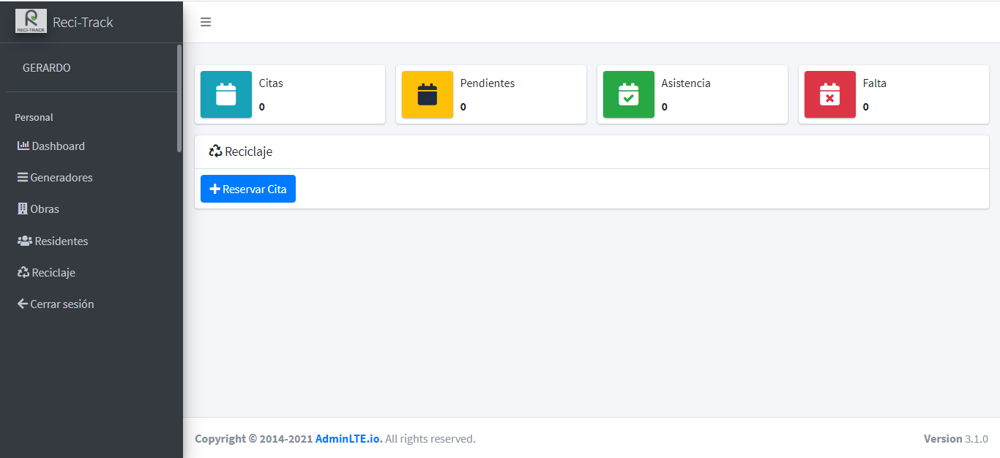 RECI-TRACK
Reci-Track
GERARDO
Personal
Dashboard
Generadores
Obras
Residentes
Reciclaje
Cerrar sesión
Citas
0
Pendientes
0
Asistencia
0
Falta
0
Reciclaje
Reservar Cita
Copyright © 2014-2021 AdminLTE.io. All rights reserved.
Version 3.1.0